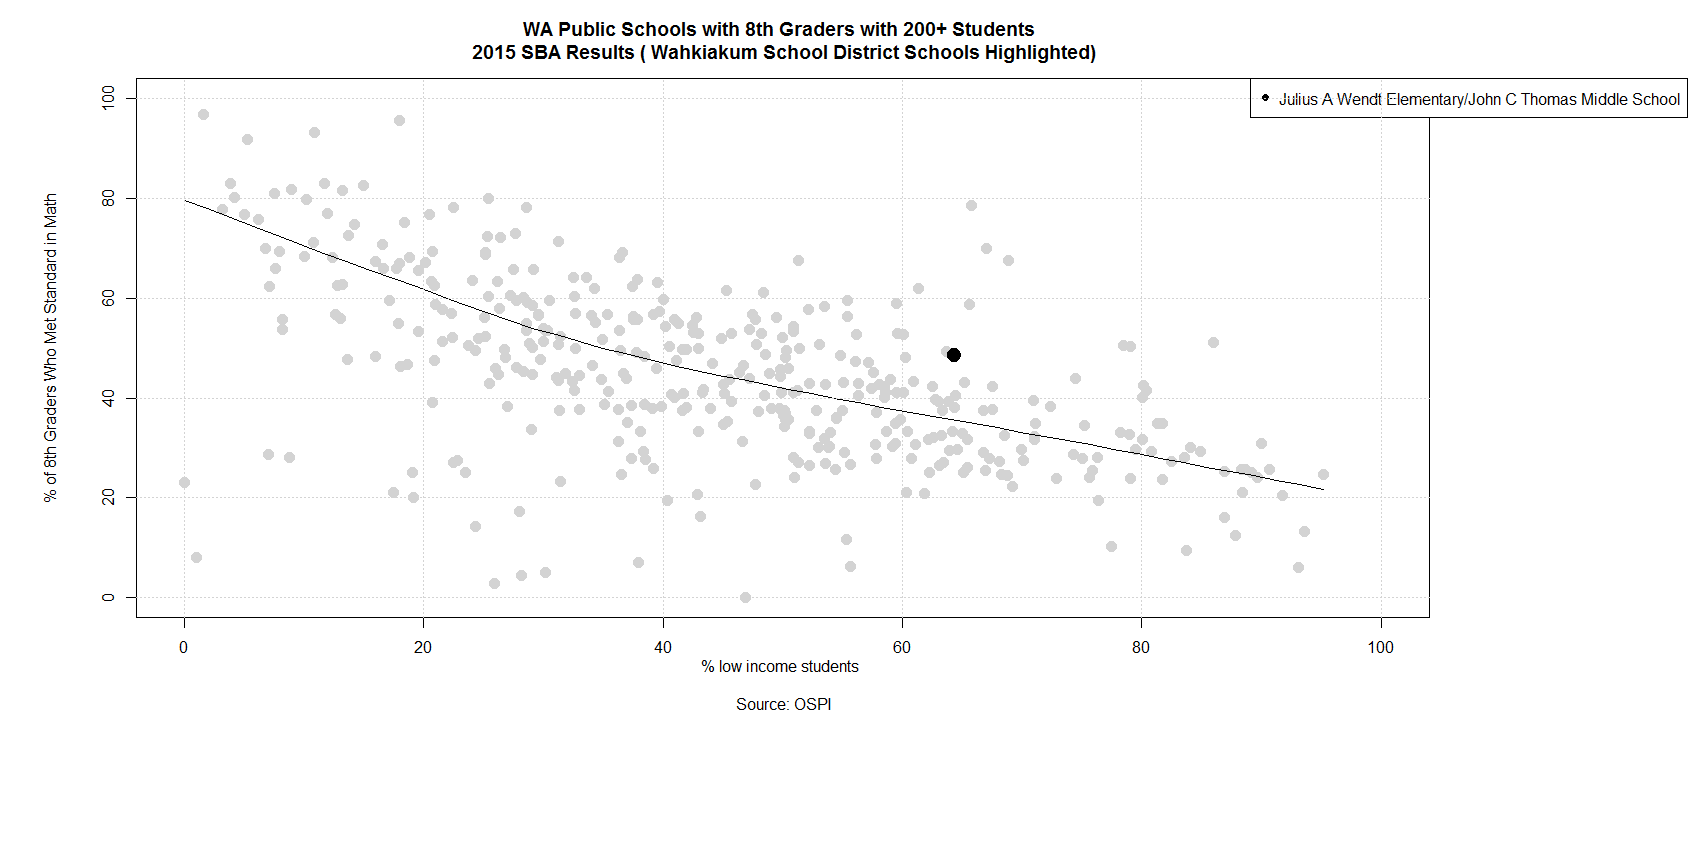 WA Public Schools with 8th Graders with 200+ Students
2015 SBA Results ( Wahkiakum School District Schools Highlighted)
Julius A Wendt Elementary/John C Thomas Middle School
% of 8th Graders Who Met Standard in Math
100
80
60
40
20
0
0 20 40 60 80 100
% low income students
Source: OSPI